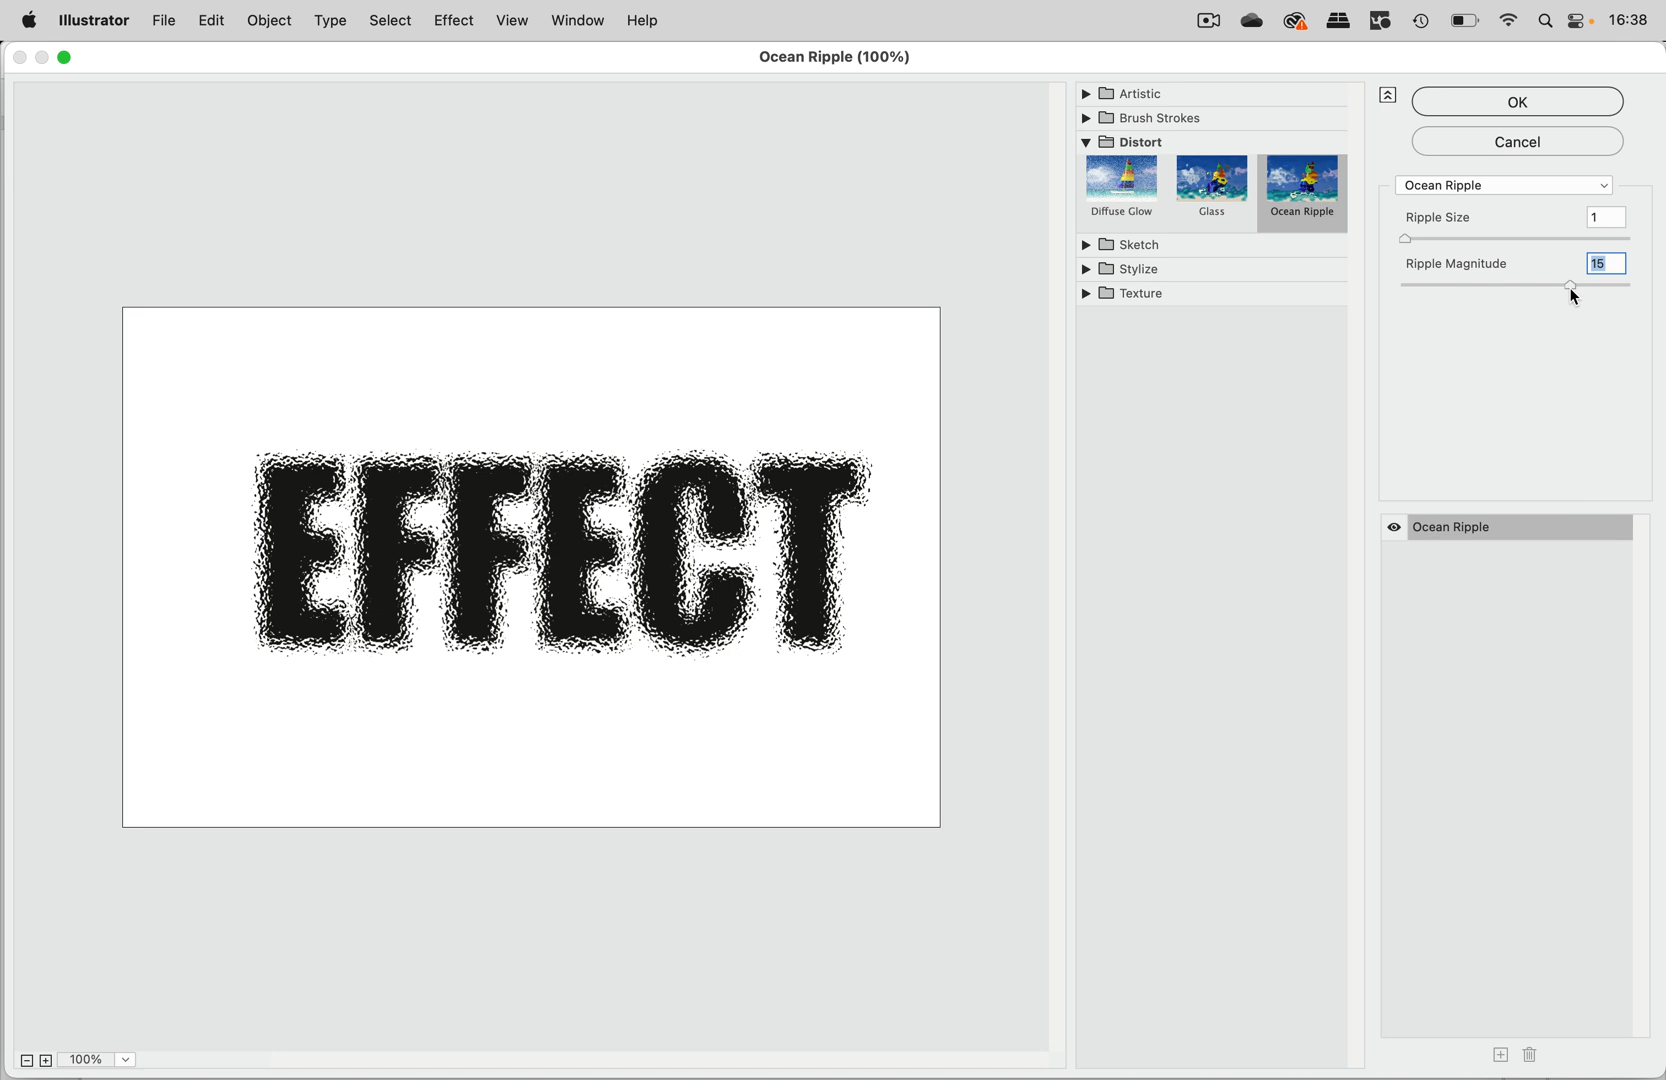 Illustrator File Edit Object Type Select Effect View Window Help 16:38
Ocean Ripple (100%)
Artistic
Brush Strokes
Distort
Diffuse Glow Glass Ocean Ripple
Sketch
Stylize
Texture
OK
Cancel
Ocean Ripple
Ripple Size 1
Ripple Magnitude 15
EFFECT
Ocean Ripple
100%